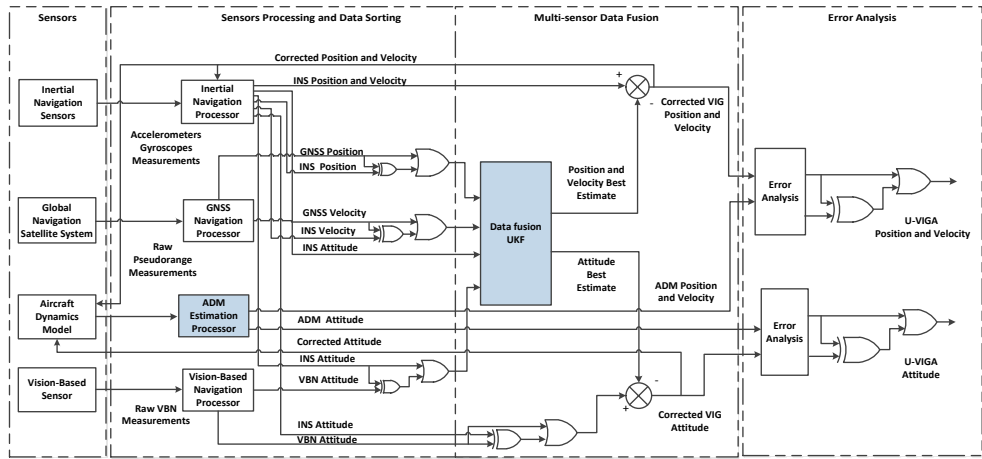 Sensors
Sensors Processing and Data Sorting
Multi-sensor Data Fusion
Error Analysis
Corrected Position and Velocity
INS Position and Velocity
Inertial
Navigation
Sensors
Inertial
Navigation
Processor
Accelerometers
Gyroscopes
Measurements
+
-
Corrected VIG
Position and
Velocity
GNSS Position
INS Position
Position and
Velocity Best
Estimate
Error
Analysis
Global
Navigation
Satellite System
GNSS
Navigation
Processor
GNSS Velocity
INS Velocity
INS Attitude
Data fusion
UKF
U-VIGA
Position and Velocity
Raw
Pseudorange
Measurements
Attitude
Best
Estimate
ADM Position
and Velocity
Aircraft
Dynamics
Model
ADM
Estimation
Processor
ADM Attitude
Corrected Attitude
Error
Analysis
INS Attitude
VBN Attitude
U-VIGA
Attitude
Vision-Based
Sensor
Vision-Based
Navigation
Processor
Raw VBN
Measurements
-
+
Corrected VIG
Attitude
INS Attitude
VBN Attitude